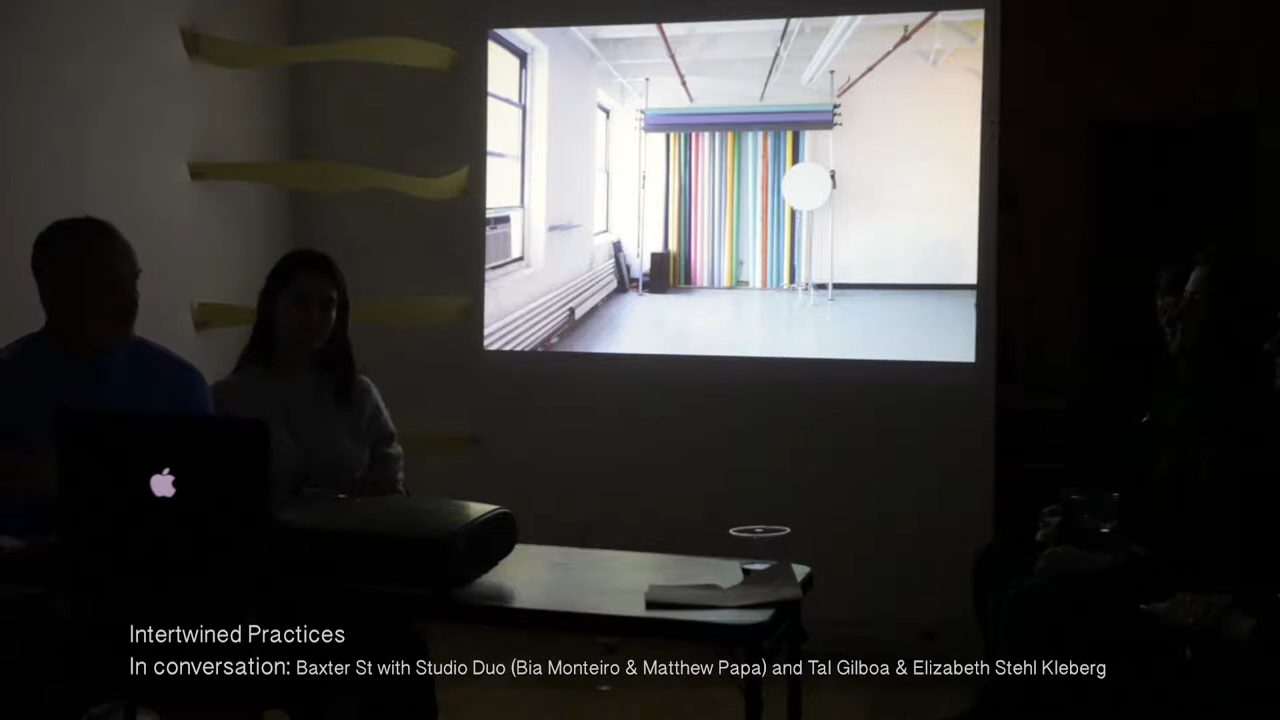 Intertwined Practices
In conversation: Baxter St with Studio Duo (Bia Monteiro & Matthew Papa) and Tal Gilboa & Elizabeth Stehl Kleberg